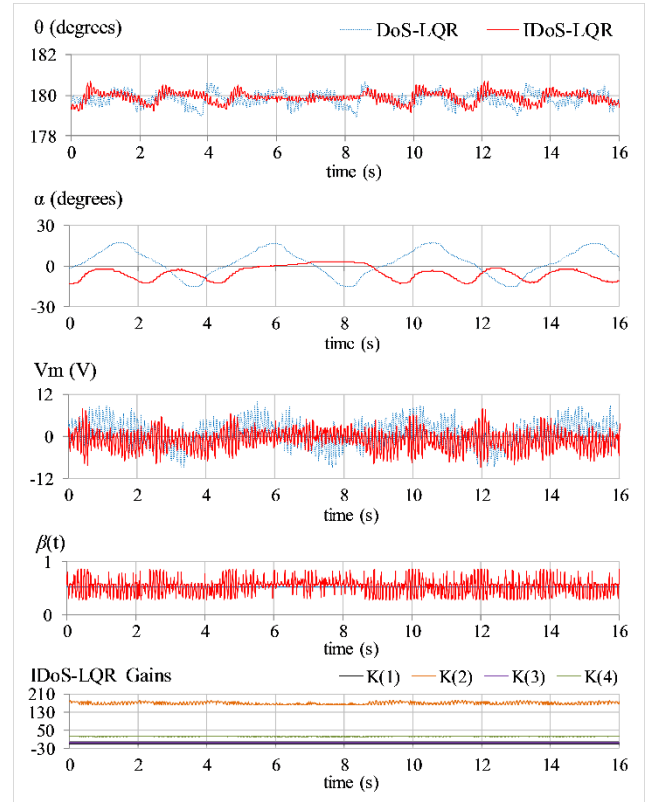 θ (degrees)
DoS-LQR IDoS-LQR
182
180
178
0 2 4 6 8 10 12 14 16
time (s)
α (degrees)
30
0
-30
0 2 4 6 8 10 12 14 16
time (s)
Vm (V)
12
0
-12
0 2 4 6 8 10 12 14 16
time (s)
β(t)
1
0
0 2 4 6 8 10 12 14 16
time (s)
IDoS-LQR Gains K(1) K(2) K(3) K(4)
210
130
50
-30
0 2 4 6 8 10 12 14 16
time (s)